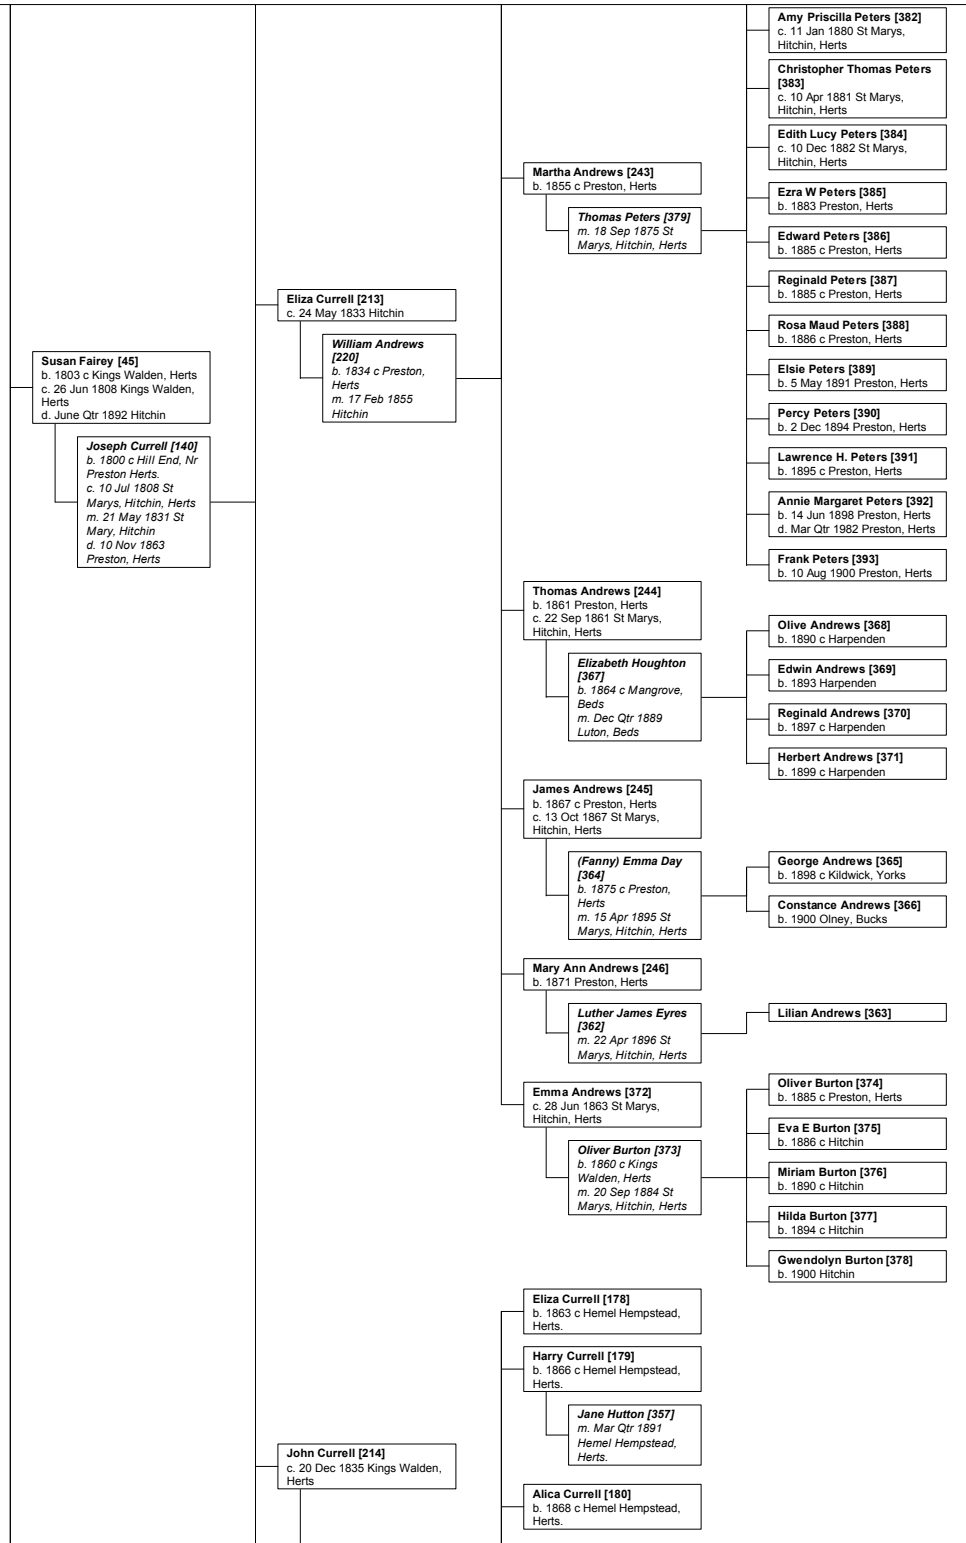 Susan Fairey [45]
b. 1803 c Kings Walden, Herts
c. 26 Jun 1808 Kings Walden,
Herts
d. June Qtr 1892 Hitchin
Joseph Currell [140]
b. 1800 c Hill End, Nr
Preston Herts.
c. 10 Jul 1808 St
Marys, Hitchin, Herts
m. 21 May 1831 St
Mary, Hitchin
d. 10 Nov 1863
Preston, Herts
Eliza Currell [213]
c. 24 May 1833 Hitchin
William Andrews
[220]
b. 1834 c Preston,
Herts
m. 17 Feb 1855
Hitchin
Martha Andrews [243]
b. 1855 c Preston, Herts
Thomas Peters [379]
m. 18 Sep 1875 St
Marys, Hitchin, Herts
Amy Priscilla Peters [382]
c. 11 Jan 1880 St Marys,
Hitchin, Herts
Christopher Thomas Peters
[383]
c. 10 Apr 1881 St Marys,
Hitchin, Herts
Edith Lucy Peters [384]
c. 10 Dec 1882 St Marys,
Hitchin, Herts
Ezra W Peters [385]
b. 1883 Preston, Herts
Edward Peters [386]
b. 1885 c Preston, Herts
Reginald Peters [387]
b. 1885 c Preston, Herts
Rosa Maud Peters [388]
b. 1886 c Preston, Herts
Elsie Peters [389]
b. 5 May 1891 Preston, Herts
Percy Peters [390]
b. 2 Dec 1894 Preston, Herts
Lawrence H. Peters [391]
b. 1895 c Preston, Herts
Annie Margaret Peters [392]
b. 14 Jun 1898 Preston, Herts
d. Mar Qtr 1982 Preston, Herts
Frank Peters [393]
b. 10 Aug 1900 Preston, Herts
Thomas Andrews [244]
b. 1861 Preston, Herts
c. 22 Sep 1861 St Marys,
Hitchin, Herts
Elizabeth Houghton
[367]
b. 1864 c Mangrove,
Beds
m. Dec Qtr 1889
Luton, Beds
Olive Andrews [368]
b. 1890 c Harpenden
Edwin Andrews [369]
b. 1893 Harpenden
Reginald Andrews [370]
b. 1897 c Harpenden
Herbert Andrews [371]
b. 1899 c Harpenden
James Andrews [245]
b. 1867 c Preston, Herts
c. 13 Oct 1867 St Marys,
Hitchin, Herts
(Fanny) Emma Day
[364]
b. 1875 c Preston,
Herts
m. 15 Apr 1895 St
Marys, Hitchin, Herts
George Andrews [365]
b. 1898 c Kildwick, Yorks
Constance Andrews [366]
b. 1900 Olney, Bucks
Mary Ann Andrews [246]
b. 1871 Preston, Herts
Luther James Eyres
[362]
m. 22 Apr 1896 St
Marys, Hitchin, Herts
Lilian Andrews [363]
Emma Andrews [372]
c. 28 Jun 1863 St Marys,
Hitchin, Herts
Oliver Burton [373]
b. 1860 c Kings
Walden, Herts
m. 20 Sep 1884 St
Marys, Hitchin, Herts
Oliver Burton [374]
b. 1885 c Preston, Herts
Eva E Burton [375]
b. 1886 c Hitchin
Miriam Burton [376]
b. 1890 c Hitchin
Hilda Burton [377]
b. 1894 c Hitchin
Gwendolyn Burton [378]
b. 1900 Hitchin
John Currell [214]
c. 20 Dec 1835 Kings Walden,
Herts
Eliza Currell [178]
b. 1863 c Hemel Hempstead,
Herts.
Harry Currell [179]
b. 1866 c Hemel Hempstead,
Herts.
Jane Hutton [357]
m. Mar Qtr 1891
Hemel Hempstead,
Herts.
Alica Currell [180]
b. 1868 c Hemel Hempstead,
Herts.